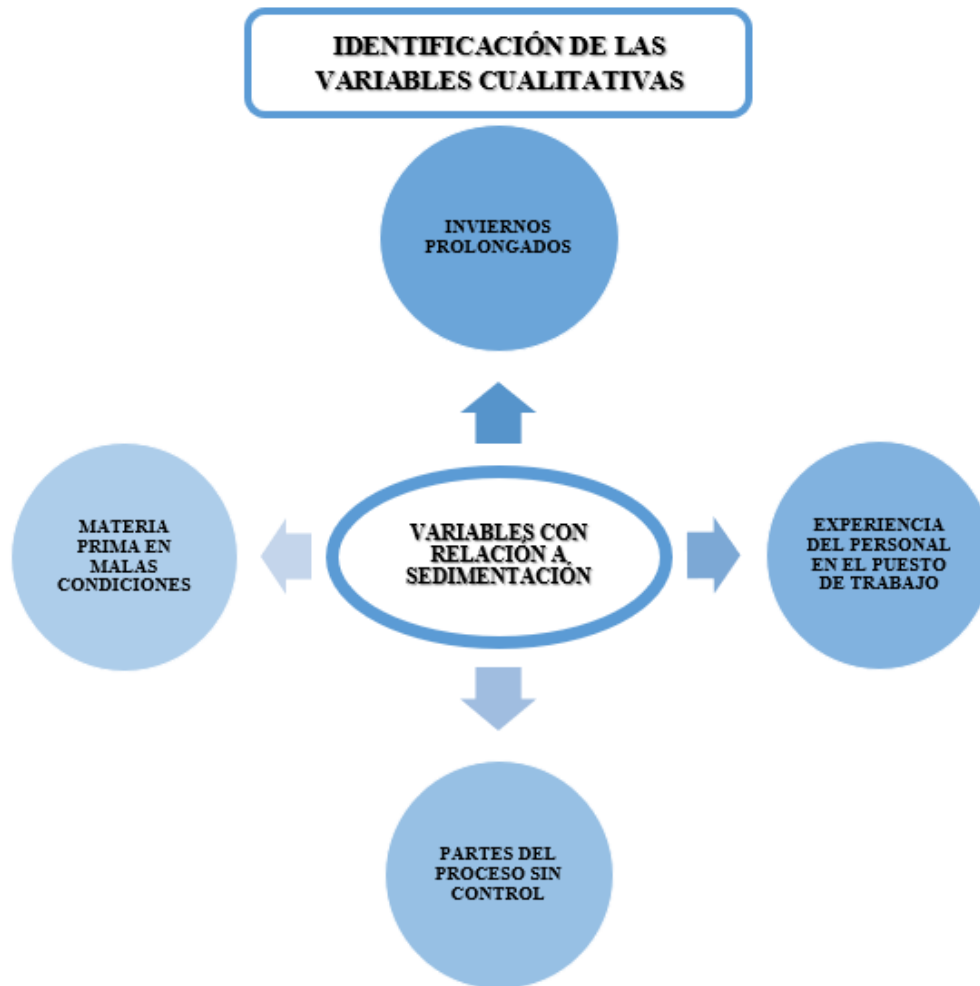 IDENTIFICACIÓN DE LAS
VARIABLES CUALITATIVAS
INVIERNOS
PROLONGADOS
MATERIA
PRIMA EN
MALAS
CONDICIONES
VARIABLES CON
RELACIÓN A
SEDIMENTACIÓN
EXPERIENCIA
DEL PERSONAL
EN EL PUESTO
DE TRABAJO
PARTES DEL
PROCESO SIN
CONTROL